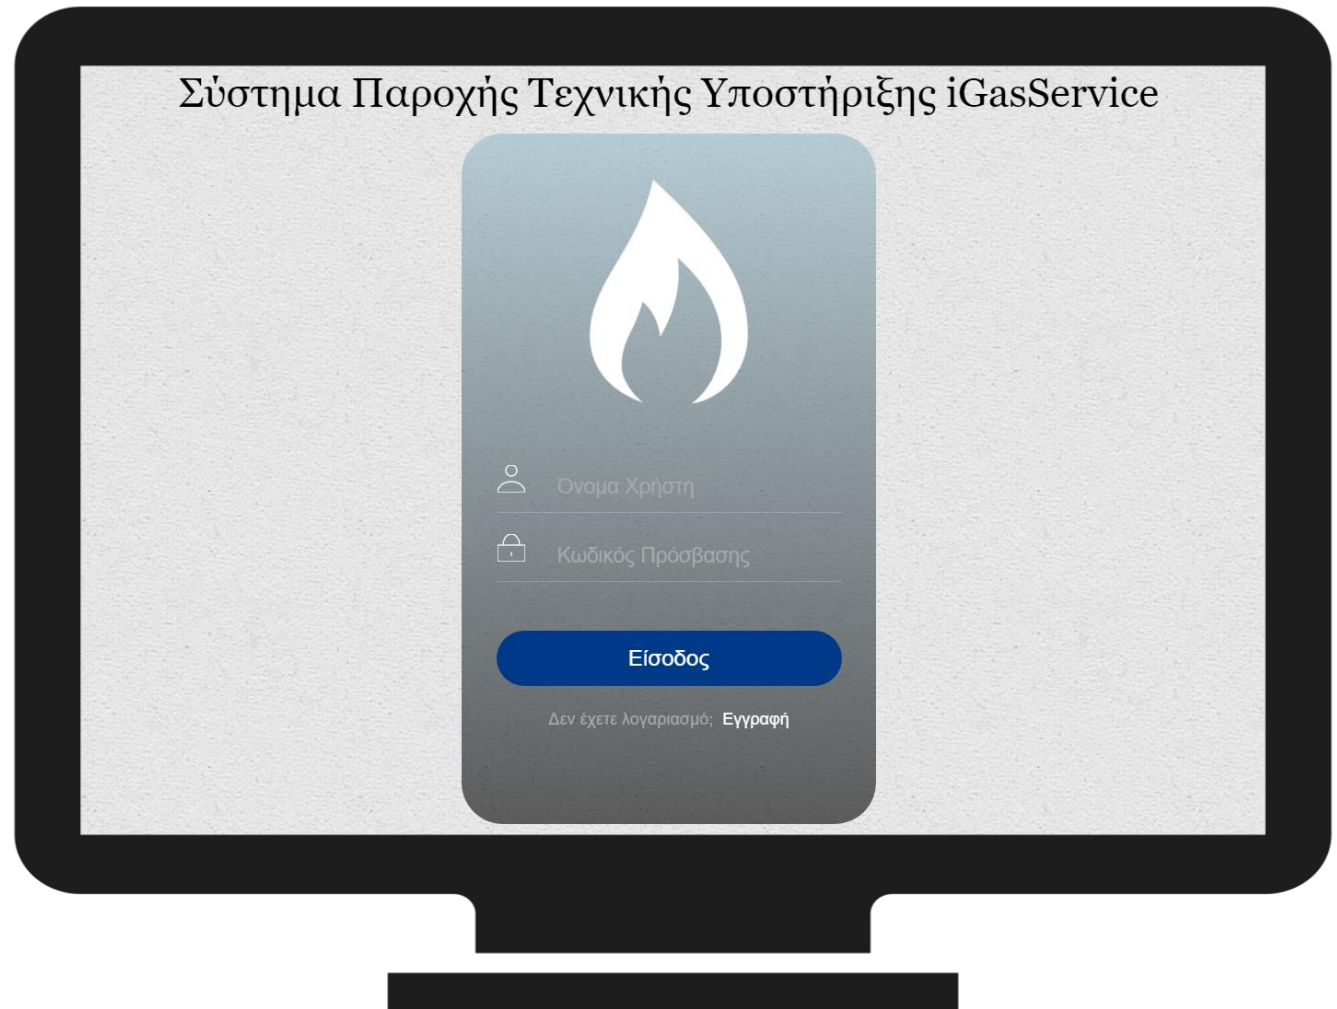 Σύστημα Παροχής Τεχνικής Υποστήριξης iGasService
Όνομα Χρήστη
Κωδικός Πρόσβασης
Είσοδος
Δεν έχετε λογαριασμό; Εγγραφή